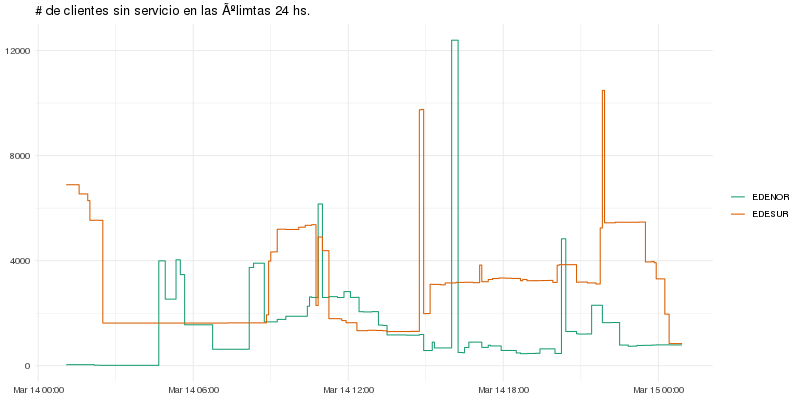 # de clientes sin servicio en las Ãºlimtas 24 hs.
12000
8000
4000
0
Mar 14 00:00
Mar 14 06:00
Mar 14 12:00
Mar 14 18:00
Mar 15 00:00
EDENOR
EDESUR